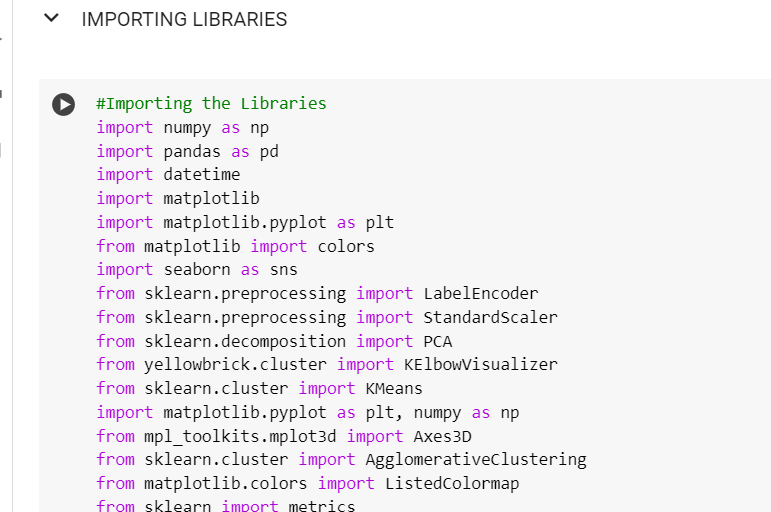 IMPORTING LIBRARIES
#Importing the Libraries
import numpy as np
import pandas as pd
import datetime
import matplotlib
import matplotlib.pyplot as plt
from matplotlib import colors
import seaborn as sns
from sklearn.preprocessing import LabelEncoder
from sklearn.preprocessing import StandardScaler
from sklearn.decomposition import PCA
from yellowbrick.cluster import KElbowVisualizer
from sklearn.cluster import KMeans
import matplotlib.pyplot as plt, numpy as np
from mpl_toolkits.mplot3d import Axes3D
from sklearn.cluster import AgglomerativeClustering
from matplotlib.colors import ListedColormap
from sklearn import metrics